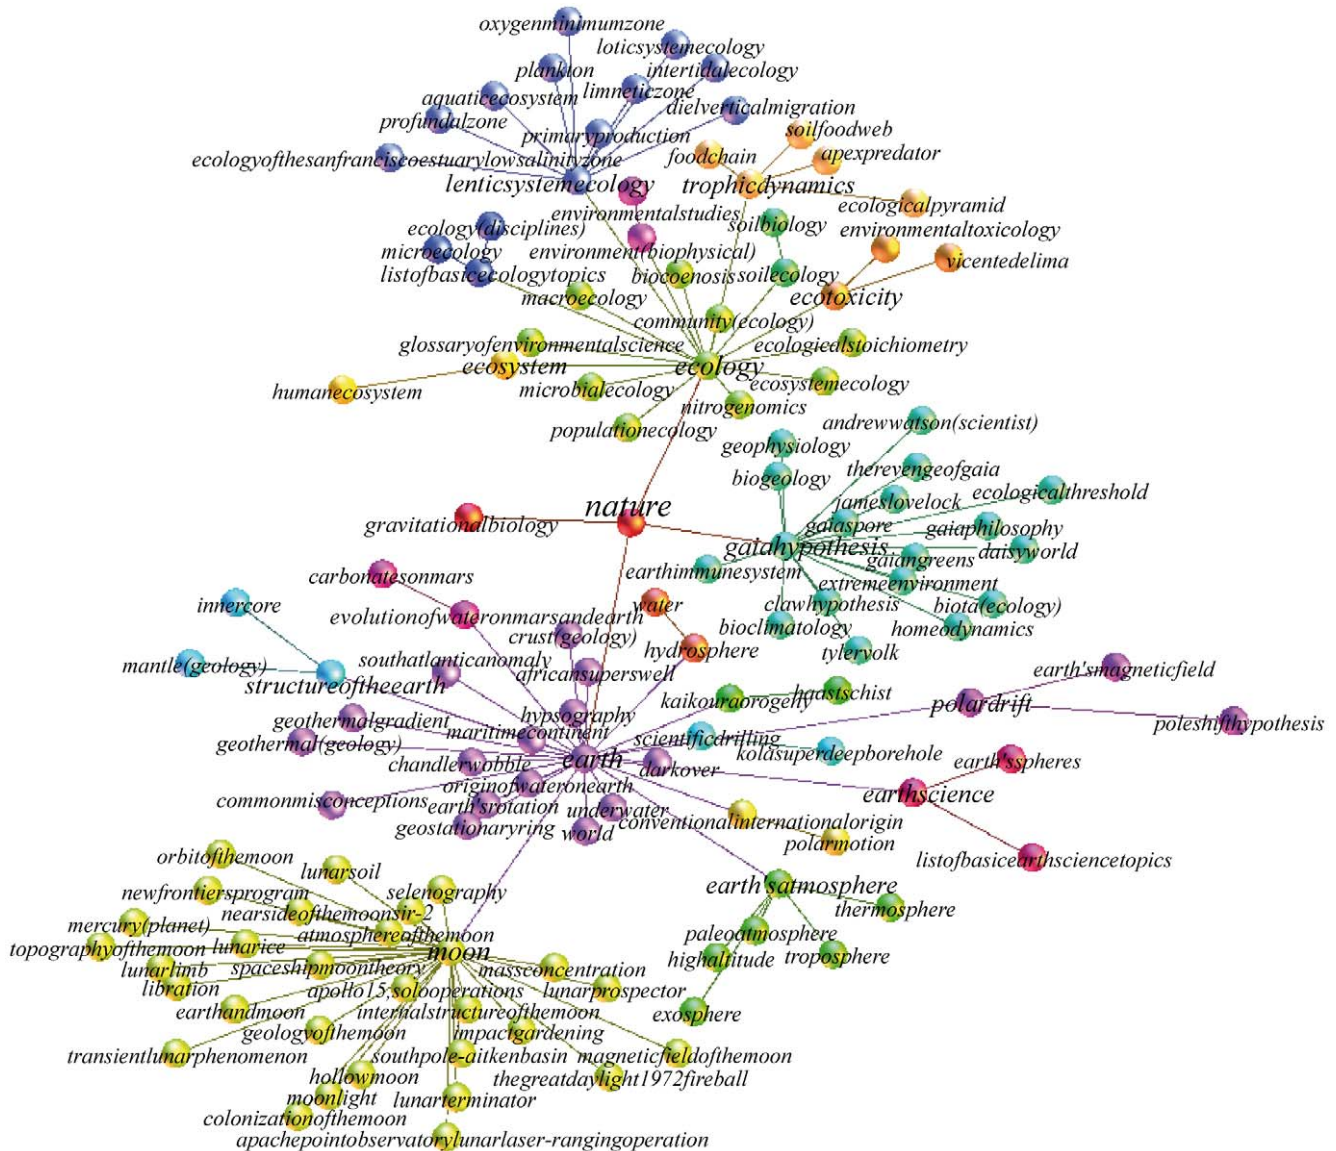 oxygenminimumzone
loticsystemecology
plankton
intertidalecology
limneticzone
aquaticecosystem
dielverticalmigration
profundalzone
primaryproduction
soilfoodweb
foodchain
apexpredator
ecologyofthesanfranciscoestuarylowsalinityzone
lenticsystemecology
trophicdynamics
ecologicalpyramid
environmentalstudies
soilbiology
environmentaltoxicology
ecology(disciplines)
microecology
environment(biophysical)
vicentedelima
listofbasicecologytopics
biocoenosis
soilecology
macroecology
ecotoxicity
community(ecology)
glossaryofenvironmentalscience
ecologicalstoichiometry
ecosystem
ecology
humanecosystem
microbialecology
ecosystemecology
nitrogenomics
populationecology
andrewwatson(scientist)
geophysiology
biogeology
therevengeofgaia
ecologicalthreshold
jameslovelock
nature
gravitationalbiology
gaiaspore
gaiaphilosophy
gaiahypothesis
daisyworld
gaiangreens
carbonatesonmars
earthimmunesystem
extremeenvironment
innercore
water
clawhypothesis
biota(ecology)
evolutionofwateronmarsandearth
bioclimatology
homeodynamics
crust(geology)
hydrosphere
tylervolk
mantle(geology)
southatlanticanomaly
africansuperswell
earth'smagneticfield
structureoftheearth
kaikouraorogeny
haastschist
polardrift
geothermalgradient
hypsography
poleshifthypothesis
maritimecontinent
scientificdrilling
geothermal(geology)
kolasuperdeepborehole
chandlerwobble
earth
darkover
earth'sspheres
originofwateronearth
earthscience
commonmisconceptions
earth'srotation
underwater
conventionalinternationalorigin
geostationaryring
world
polarmotion
listofbasicearthsciencetopics
orbitofthemoon
lunarsoil
selenography
earth'satmosphere
newfrontiersprogram
nearsideofthemoon
sir-2
thermosphere
mercury(planet)
atmosphereofthemoon
paleoatmosphere
topographyofthemoon
lunarice
moon
highaltitude
troposphere
lunarlimb
spaceshipmoontheory
massconcentration
libration
apollo15,solooperations
lunarprospector
earthandmoon
internalstructureofthemoon
exosphere
geologyofthemoon
impactgardening
transientlunarphenomenon
southpole-aitkenbasin
magneticfieldofthemoon
hollowmoon
thegreatdaylight1972fireball
moonlight
lunarterminator
colonizationofthemoon
apachepointobservatorylunarlaser-rangingoperation